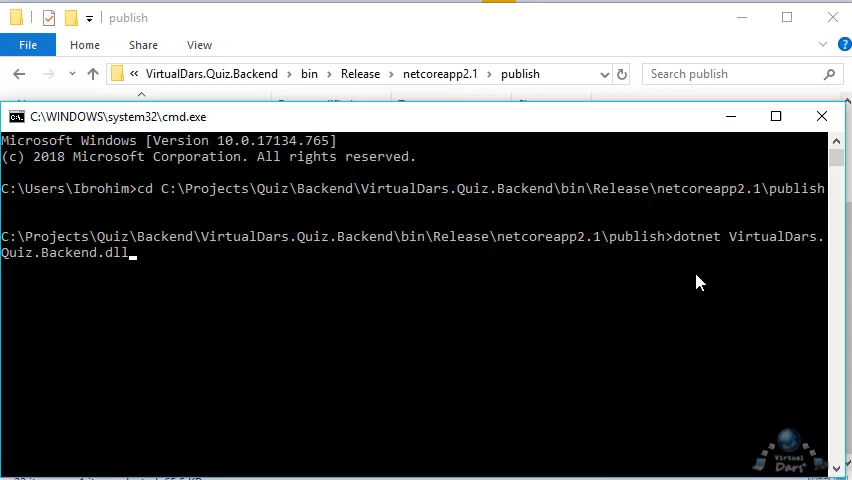 publish
File Home Share View
« VirtualDars.Quiz.Backend › bin › Release › netcoreapp2.1 › publish Search publish
C:\WINDOWS\system32\cmd.exe
Microsoft Windows [Version 10.0.17134.765]
(c) 2018 Microsoft Corporation. All rights reserved.
C:\Users\Ibrohim>cd C:\Projects\Quiz\Backend\VirtualDars.Quiz.Backend\bin\Release\netcoreapp2.1\publish
C:\Projects\Quiz\Backend\VirtualDars.Quiz.Backend\bin\Release\netcoreapp2.1\publish>dotnet VirtualDars.
Quiz.Backend.dll
Virtual
Dars